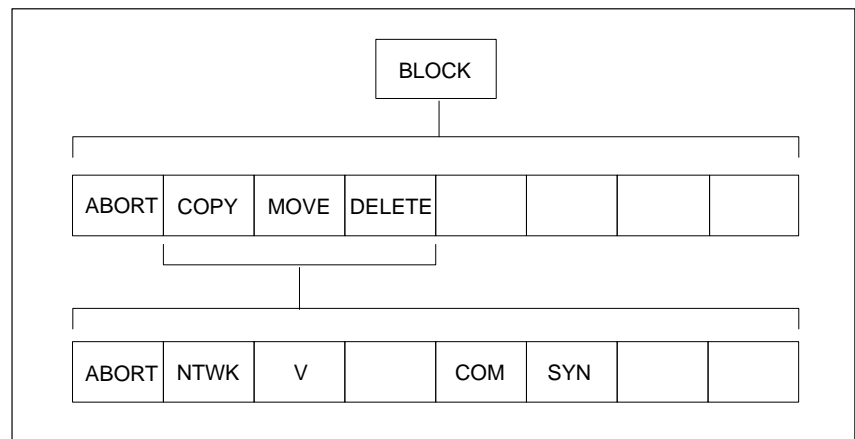 BLOCK
ABORT COPY MOVE DELETE
ABORT NTWK V COM SYN